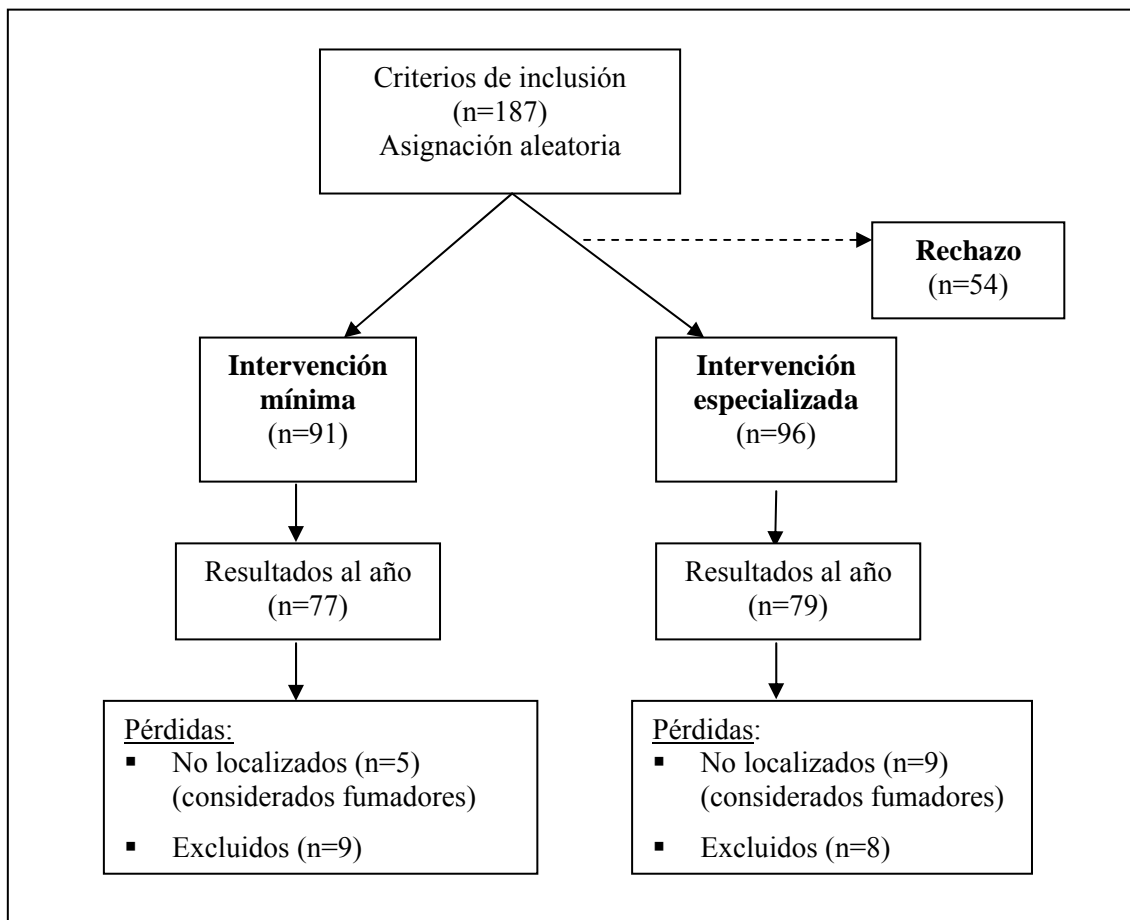 Criterios de inclusión
(n=187)
Asignación aleatoria
Rechazo
(n=54)
Intervención
mínima
(n=91)
Intervención
especializada
(n=96)
Resultados al año
(n=77)
Resultados al año
(n=79)
Pérdidas:
▪ No localizados (n=5)
(considerados fumadores)
▪ Excluidos (n=9)
Pérdidas:
▪ No localizados (n=9)
(considerados fumadores)
▪ Excluidos (n=8)